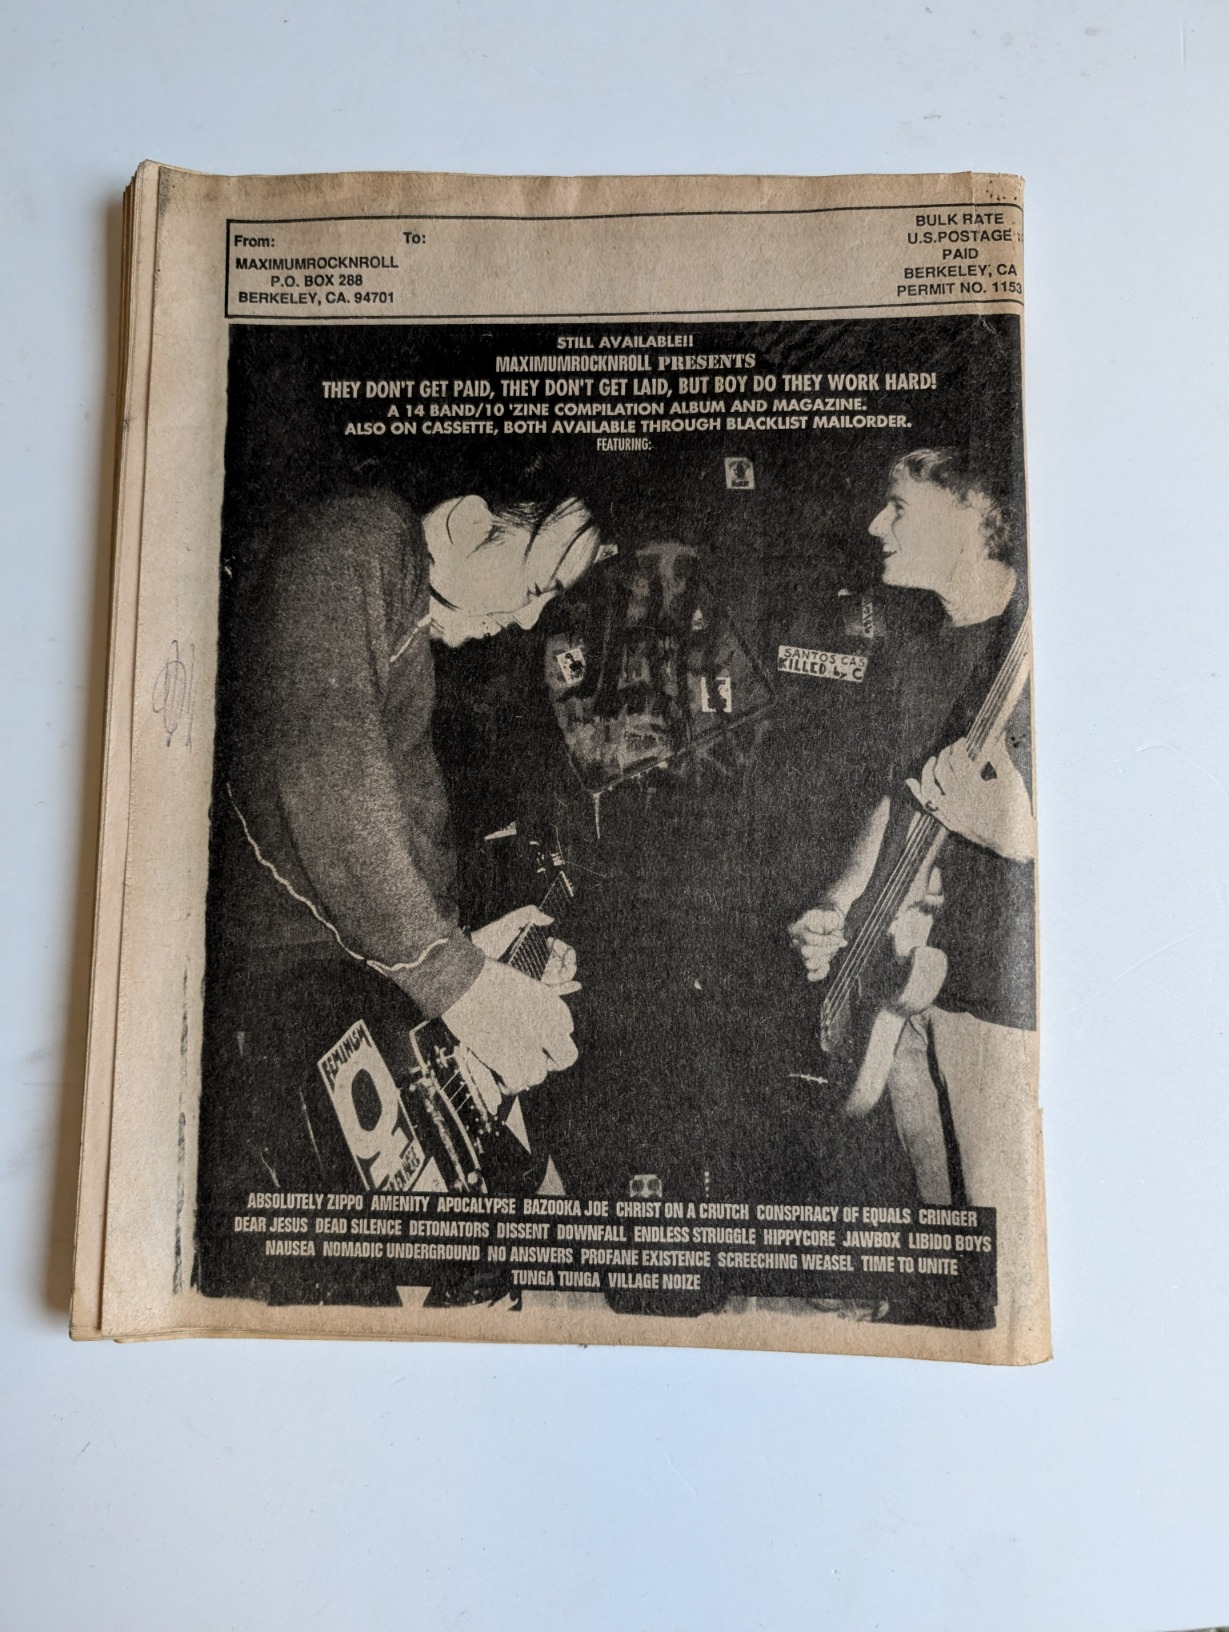 From:
To:
MAXIMUMROCKNROLL
P.O. BOX 288
BERKELEY, CA. 94701
BULK RATE
U.S.POSTAGE
PAID
BERKELEY, CA
PERMIT NO. 1153
STILL AVAILABLE!!
MAXIMUMROCKNROLL PRESENTS
THEY DON'T GET PAID, THEY DON'T GET LAID, BUT BOY DO THEY WORK HARD!
A 14 BAND/10 'ZINE COMPILATION ALBUM AND MAGAZINE.
ALSO ON CASSETTE, BOTH AVAILABLE THROUGH BLACKLIST MAILORDER.
FEATURING:
SANTOS CAS
KILLED by C
FEMINISM
ABSOLUTELY ZIPPO AMENITY APOCALYPSE BAZOOKA JOE CHRIST ON A CRUTCH CONSPIRACY OF EQUALS CRINGER
DEAR JESUS DEAD SILENCE DETONATORS DISSENT DOWNFALL ENDLESS STRUGGLE HIPPYCORE JAWBOX LIBIDO BOYS
NAUSEA NOMADIC UNDERGROUND NO ANSWERS PROFANE EXISTENCE SCREECHING WEASEL TIME TO UNITE
TUNGA TUNGA VILLAGE NOIZE